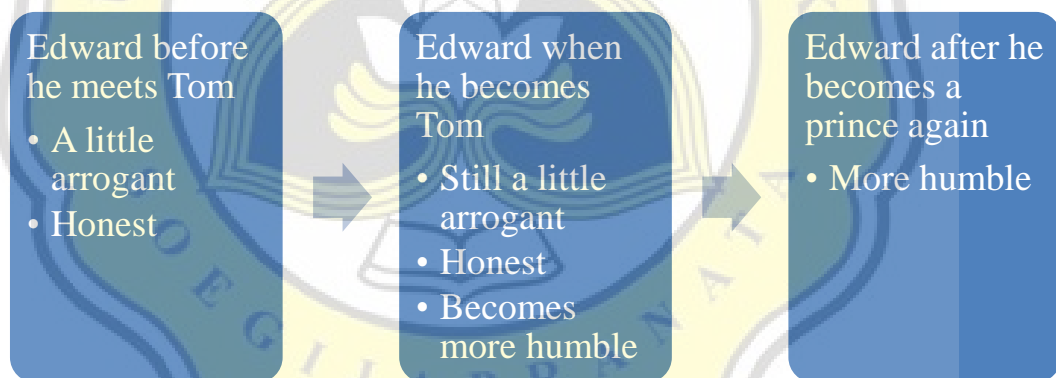 Edward before
he meets Tom
• A little
arrogant
• Honest
Edward when
he becomes
Tom
• Still a little
arrogant
• Honest
• Becomes
more humble
Edward after he
becomes a
prince again
• More humble